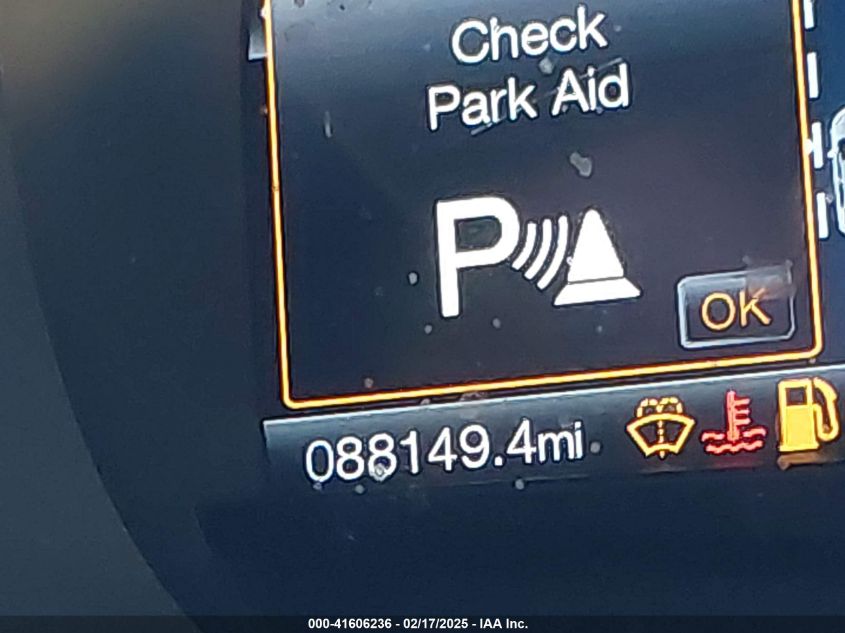 Check
Park Aid
P
OK
088149.4mi
000-41606236 - 02/17/2025 - IAA Inc.